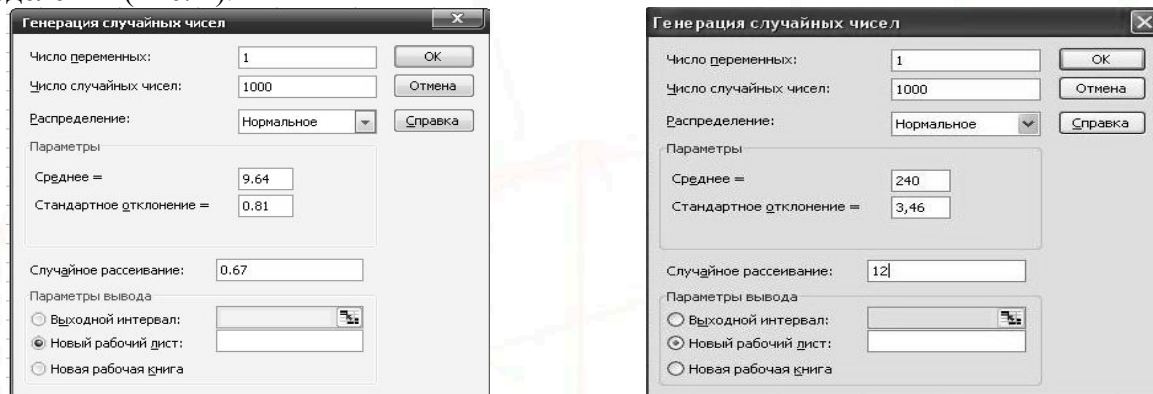 Генерация случайных чисел
Число переменных:
1
OK
Число случайных чисел:
1000
Отмена
Распределение:
Нормальное
Справка
Параметры
Среднее =
9.64
Стандартное отклонение =
0.81
Случайное рассеивание:
0.67
Параметры вывода
Выходной интервал:
Новый рабочий лист:
Новая рабочая книга
Генерация случайных чисел
Число переменных:
1
OK
Число случайных чисел:
1000
Отмена
Распределение:
Нормальное
Справка
Параметры
Среднее =
240
Стандартное отклонение =
3,46
Случайное рассеивание:
12
Параметры вывода
Выходной интервал:
Новый рабочий лист:
Новая рабочая книга